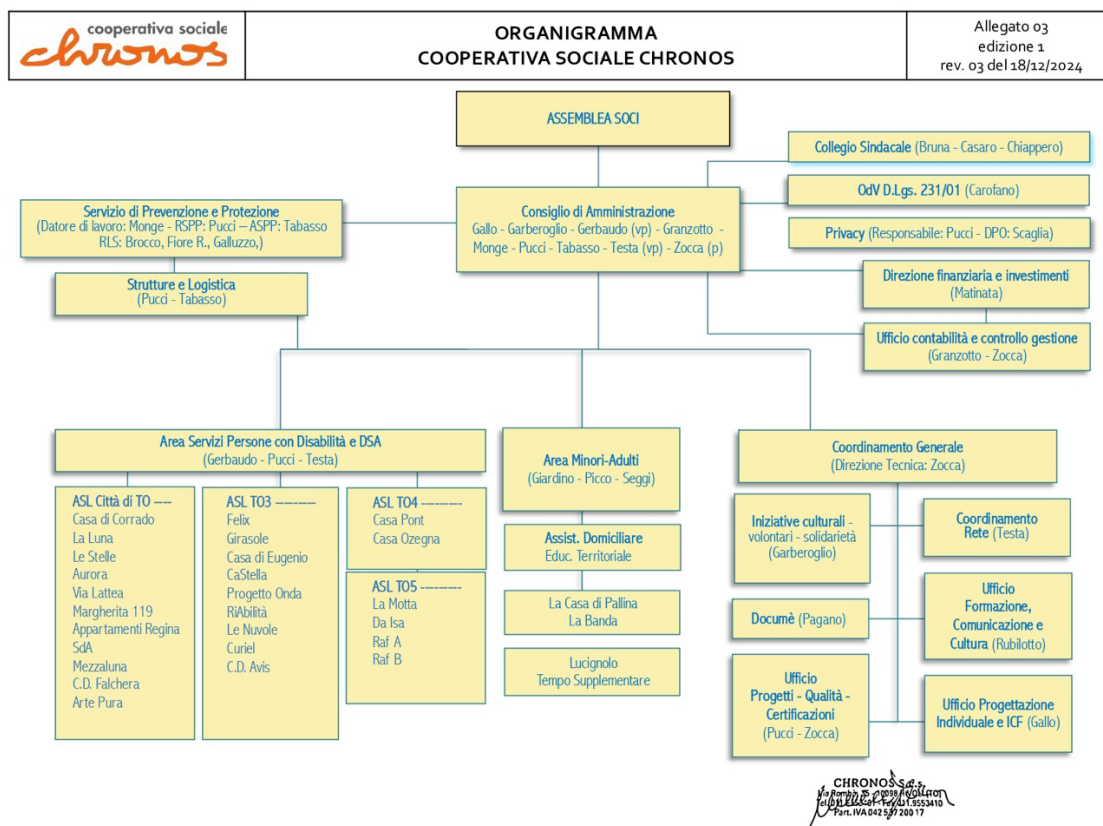 cooperativa sociale
chronos
ORGANIGRAMMA
COOPERATIVA SOCIALE CHRONOS
Allegato 03
edizione 1
rev. 03 del 18/12/2024
ASSEMBLEA SOCI
Collegio Sindacale (Bruna - Casaro - Chiappero)
OdV D.Lgs. 231/01 (Carofano)
Privacy (Responsabile: Pucci - DPO: Scaglia)
Servizio di Prevenzione e Protezione
(Datore di lavoro: Monge - RSPP: Pucci – ASPP: Tabasso
RLS: Brocco, Fiore R., Galluzzo,)
Consiglio di Amministrazione
Gallo - Garberoglio - Gerbaudo (vp) - Granzotto -
Monge - Pucci - Tabasso - Testa (vp) - Zocca (p)
Strutture e Logistica
(Pucci - Tabasso)
Direzione finanziaria e investimenti
(Matinata)
Ufficio contabilità e controllo gestione
(Granzotto - Zocca)
Area Servizi Persone con Disabilità e DSA
(Gerbaudo - Pucci - Testa)
ASL Città di TO ----
Casa di Corrado
La Luna
Le Stelle
Aurora
Via Lattea
Margherita 119
Appartamenti Regina
SdA
Mezzaluna
C.D. Falchera
Arte Pura
ASL TO3 ---------
Felix
Girasole
Casa di Eugenio
CaStella
Progetto Onda
RiAbilità
Le Nuvole
Curiel
C.D. Avis
ASL TO4 ---------
Casa Pont
Casa Ozegna
ASL TO5 ---------
La Motta
Da Isa
Raf A
Raf B
Area Minori-Adulti
(Giardino - Picco - Seggi)
Assist. Domiciliare
Educ. Territoriale
La Casa di Pallina
La Banda
Lucignolo
Tempo Supplementare
Coordinamento Generale
(Direzione Tecnica: Zocca)
Iniziative culturali -
volontari - solidarietà
(Garberoglio)
Coordinamento
Rete (Testa)
Documè (Pagano)
Ufficio
Formazione,
Comunicazione e
Cultura (Rubilotto)
Ufficio
Progetti - Qualità -
Certificazioni
(Pucci - Zocca)
Ufficio Progettazione
Individuale e ICF (Gallo)
CHRONOS s.c.s.
Part. IVA 042 537 200 17